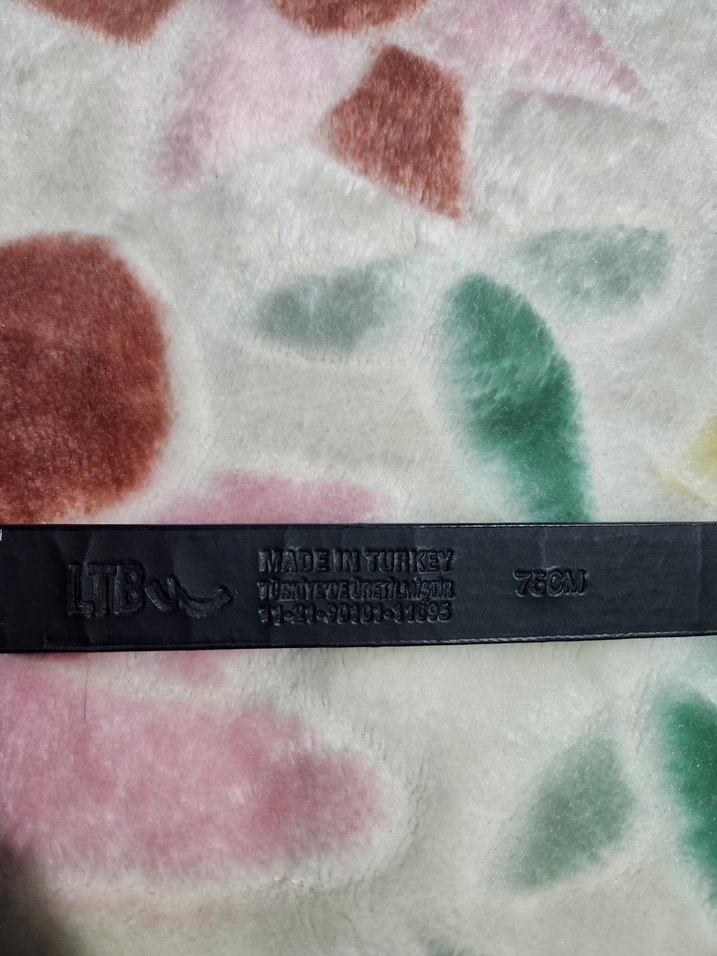 LTB
MADE IN TURKEY
TÜRKİYE'DE ÜRETİLMİŞTİR
75CM